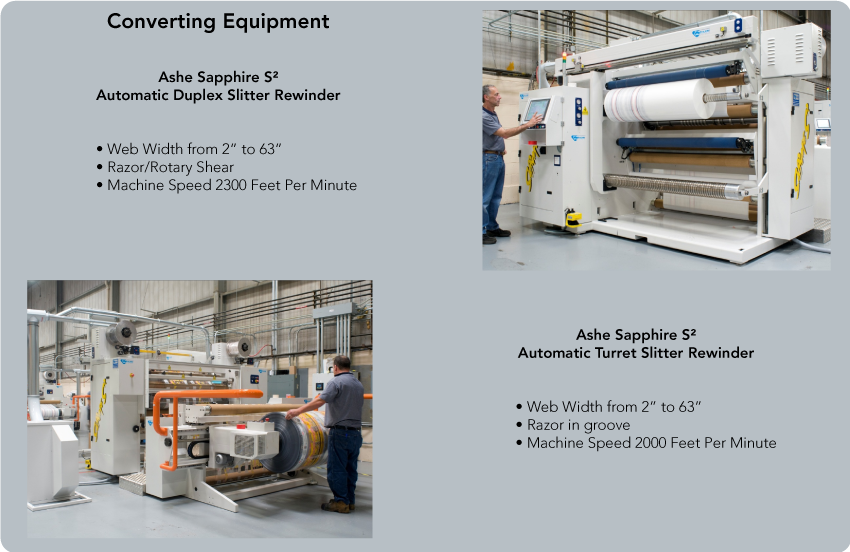 Converting Equipment
Ashe Sapphire S²
Automatic Duplex Slitter Rewinder
• Web Width from 2” to 63”
• Razor/Rotary Shear
• Machine Speed 2300 Feet Per Minute
Ashe Sapphire S²
Automatic Turret Slitter Rewinder
• Web Width from 2” to 63”
• Razor in groove
• Machine Speed 2000 Feet Per Minute